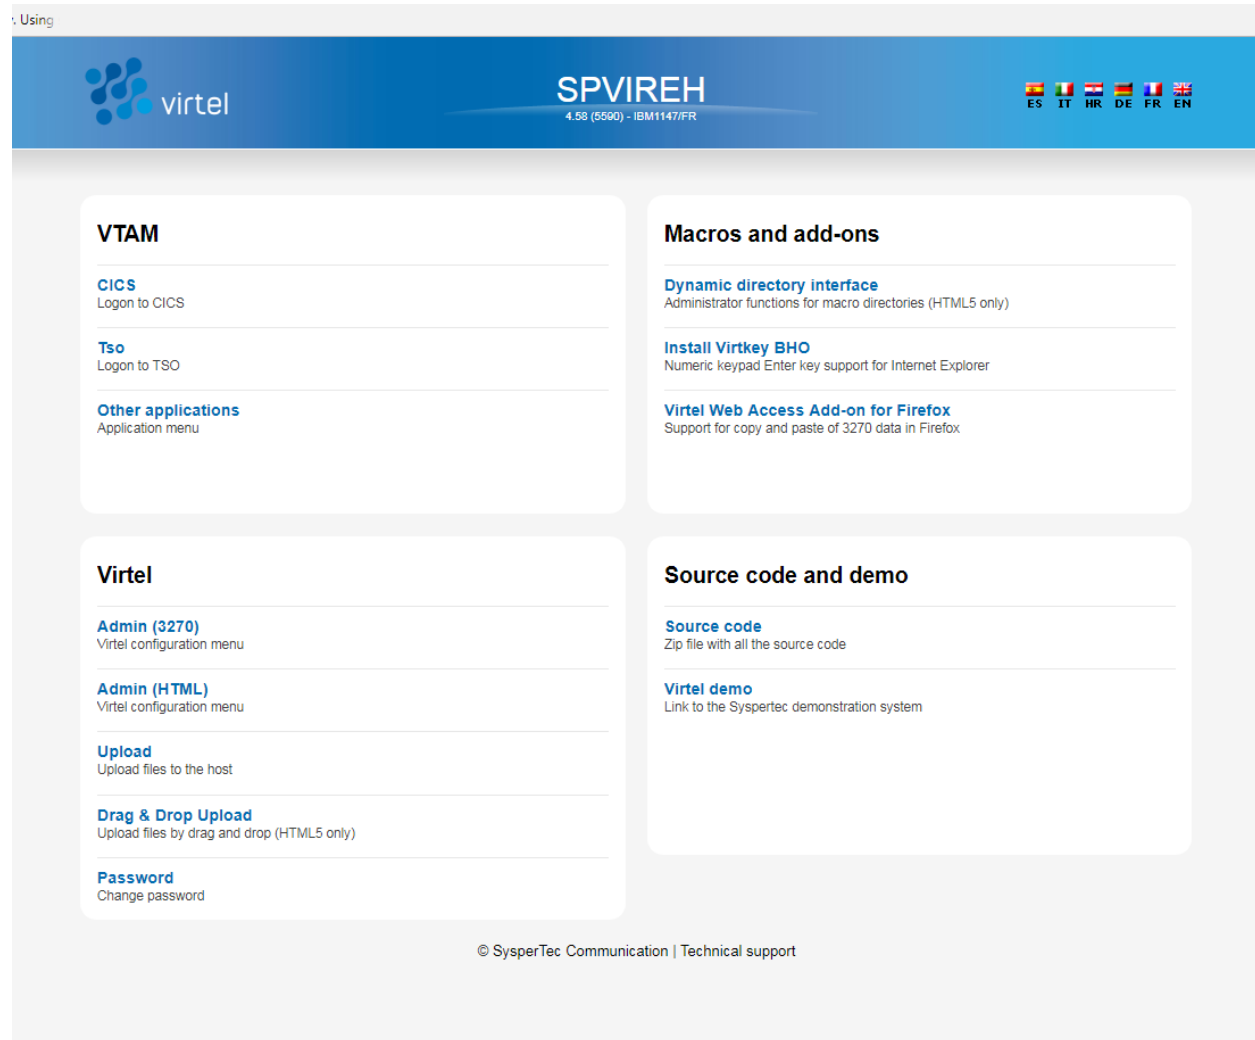 . Using
virtel
SPVIREH
4.58 (5590) - IBM1147/FR
ES IT HR DE FR EN
VTAM
CICS
Logon to CICS
Tso
Logon to TSO
Other applications
Application menu
Macros and add-ons
Dynamic directory interface
Administrator functions for macro directories (HTML5 only)
Install Virtkey BHO
Numeric keypad Enter key support for Internet Explorer
Virtel Web Access Add-on for Firefox
Support for copy and paste of 3270 data in Firefox
Virtel
Admin (3270)
Virtel configuration menu
Admin (HTML)
Virtel configuration menu
Upload
Upload files to the host
Drag & Drop Upload
Upload files by drag and drop (HTML5 only)
Password
Change password
Source code and demo
Source code
Zip file with all the source code
Virtel demo
Link to the Syspertec demonstration system
© SysperTec Communication | Technical support